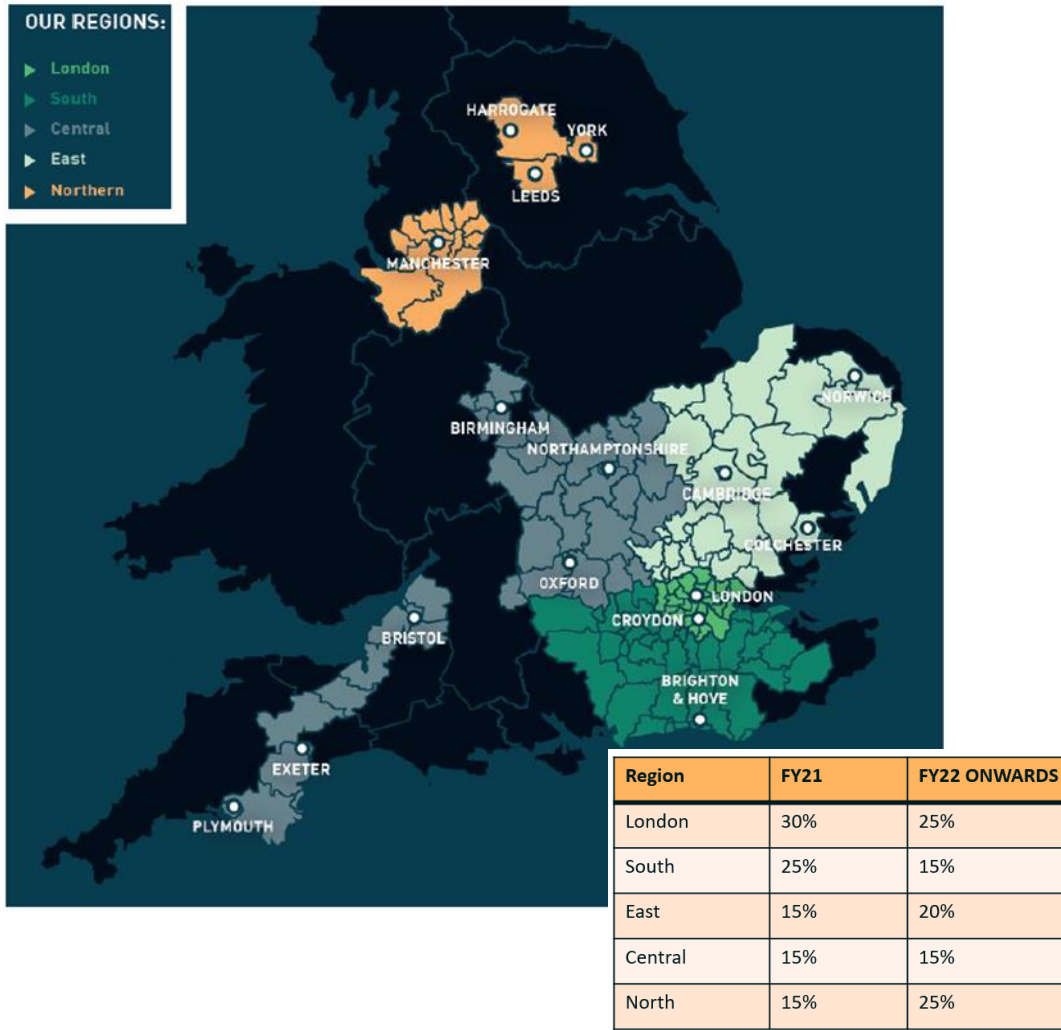 OUR REGIONS:
London
South
Central
East
Northern
HARROGATE
YORK
LEEDS
MANCHESTER
NORWICH
BIRMINGHAM
NORTHAMPTONSHIRE
CAMBRIDGE
COLCHESTER
OXFORD
LONDON
CROYDON
BRISTOL
BRIGHTON
& HOVE
EXETER
PLYMOUTH
Region FY21 FY22 ONWARDS
London 30% 25%
South 25% 15%
East 15% 20%
Central 15% 15%
North 15% 25%